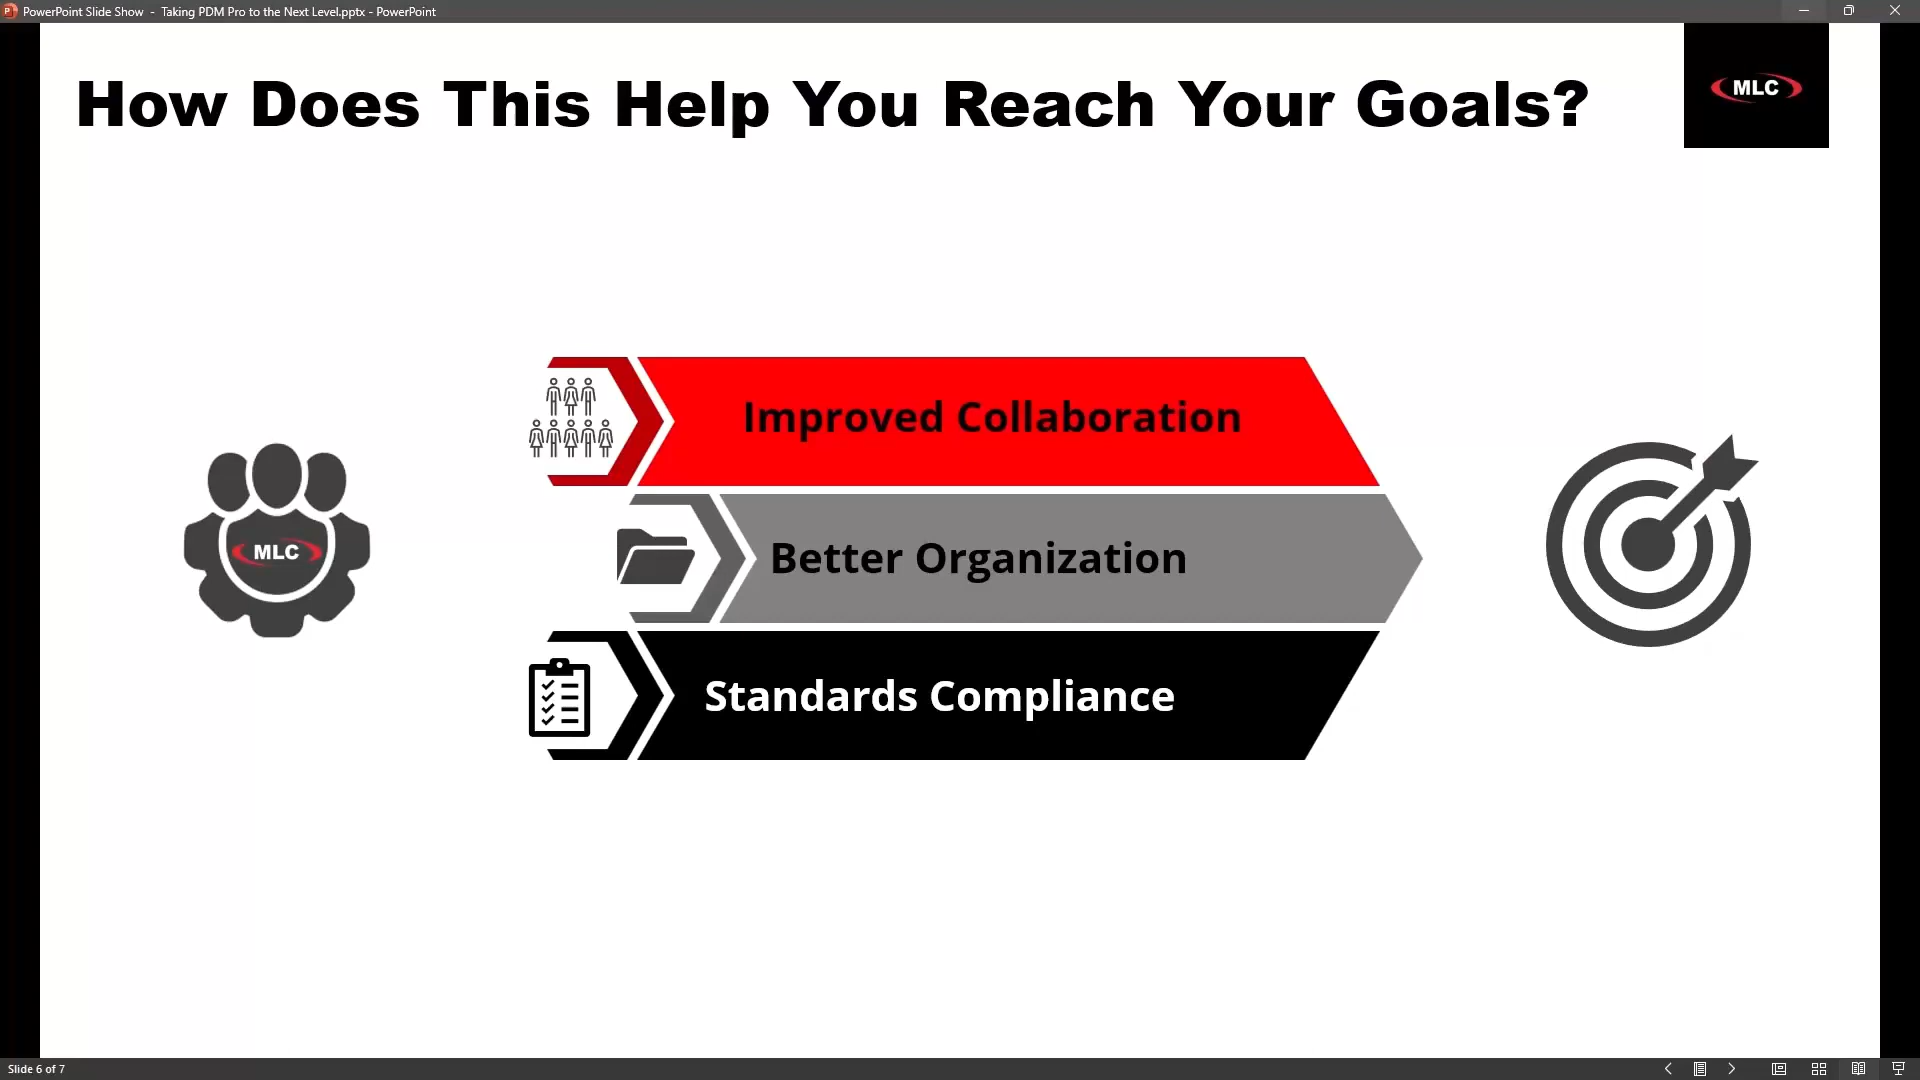 PowerPoint Slide Show - Taking PDM Pro to the Next Level.pptx - PowerPoint
How Does This Help You Reach Your Goals?
MLC
Improved Collaboration
MLC
Better Organization
Standards Compliance
Slide 6 of 7